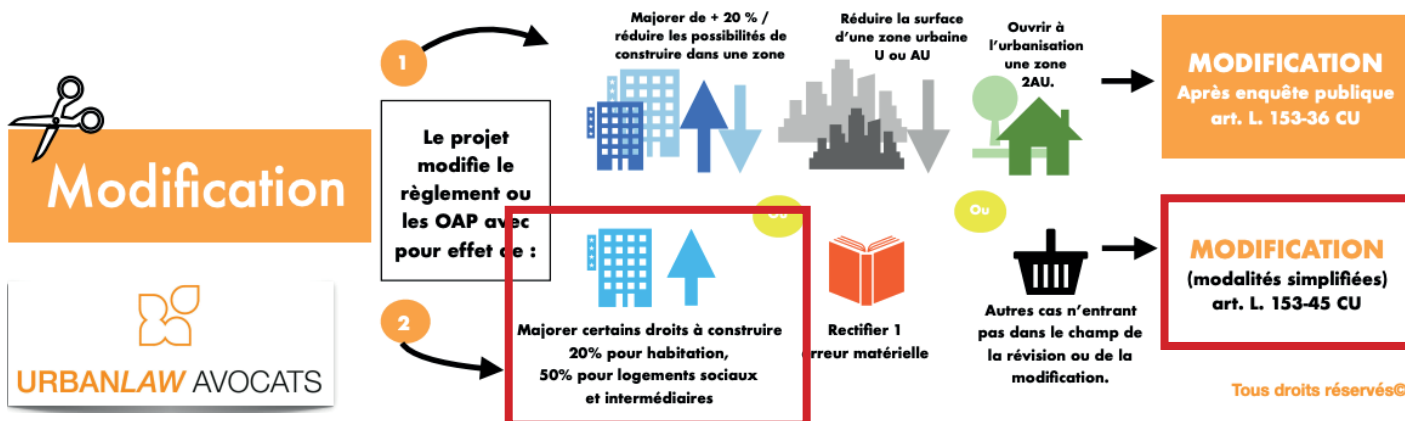 Modification
URBANLAW AVOCATS
1
Le projet
modifie le
règlement ou
les OAP avec
pour effet de :
2
Majorer de + 20 % /
réduire les possibilités de
construire dans une zone
Réduire la surface
d'une zone urbaine
U ou AU
Ouvrir à
l'urbanisation
une zone
2AU.
MODIFICATION
Après enquête publique
art. L. 153-36 CU
Ou
Ou
Majorer certains droits à construire
20% pour habitation,
50% pour logements sociaux
et intermédiaires
Rectifier 1
erreur matérielle
Autres cas n'entrant
pas dans le champ de
la révision ou de la
modification.
MODIFICATION
(modalités simplifiées)
art. L. 153-45 CU
Tous droits réservés©